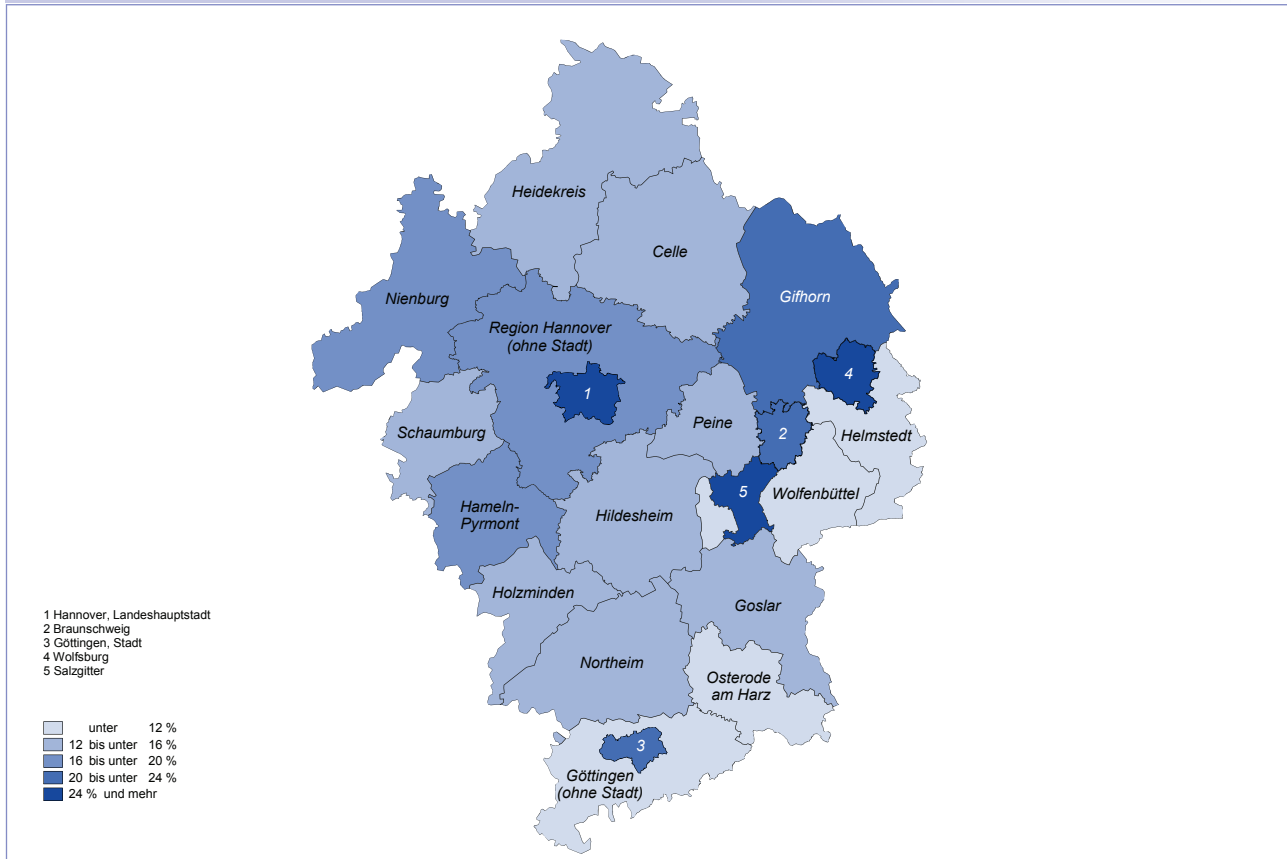 Heidekreis
Celle
Nienburg
Gifhorn
Region Hannover
(ohne Stadt)
4
1
Peine
Schaumburg
2
Helmstedt
5
Wolfenbüttel
Hameln-
Pyrmont
Hildesheim
Holzminden
Goslar
1 Hannover, Landeshauptstadt
2 Braunschweig
3 Göttingen, Stadt
4 Wolfsburg
5 Salzgitter
Northeim
Osterode
am Harz
3
Göttingen
(ohne Stadt)
unter 12 %
12 bis unter 16 %
16 bis unter 20 %
20 bis unter 24 %
24 % und mehr